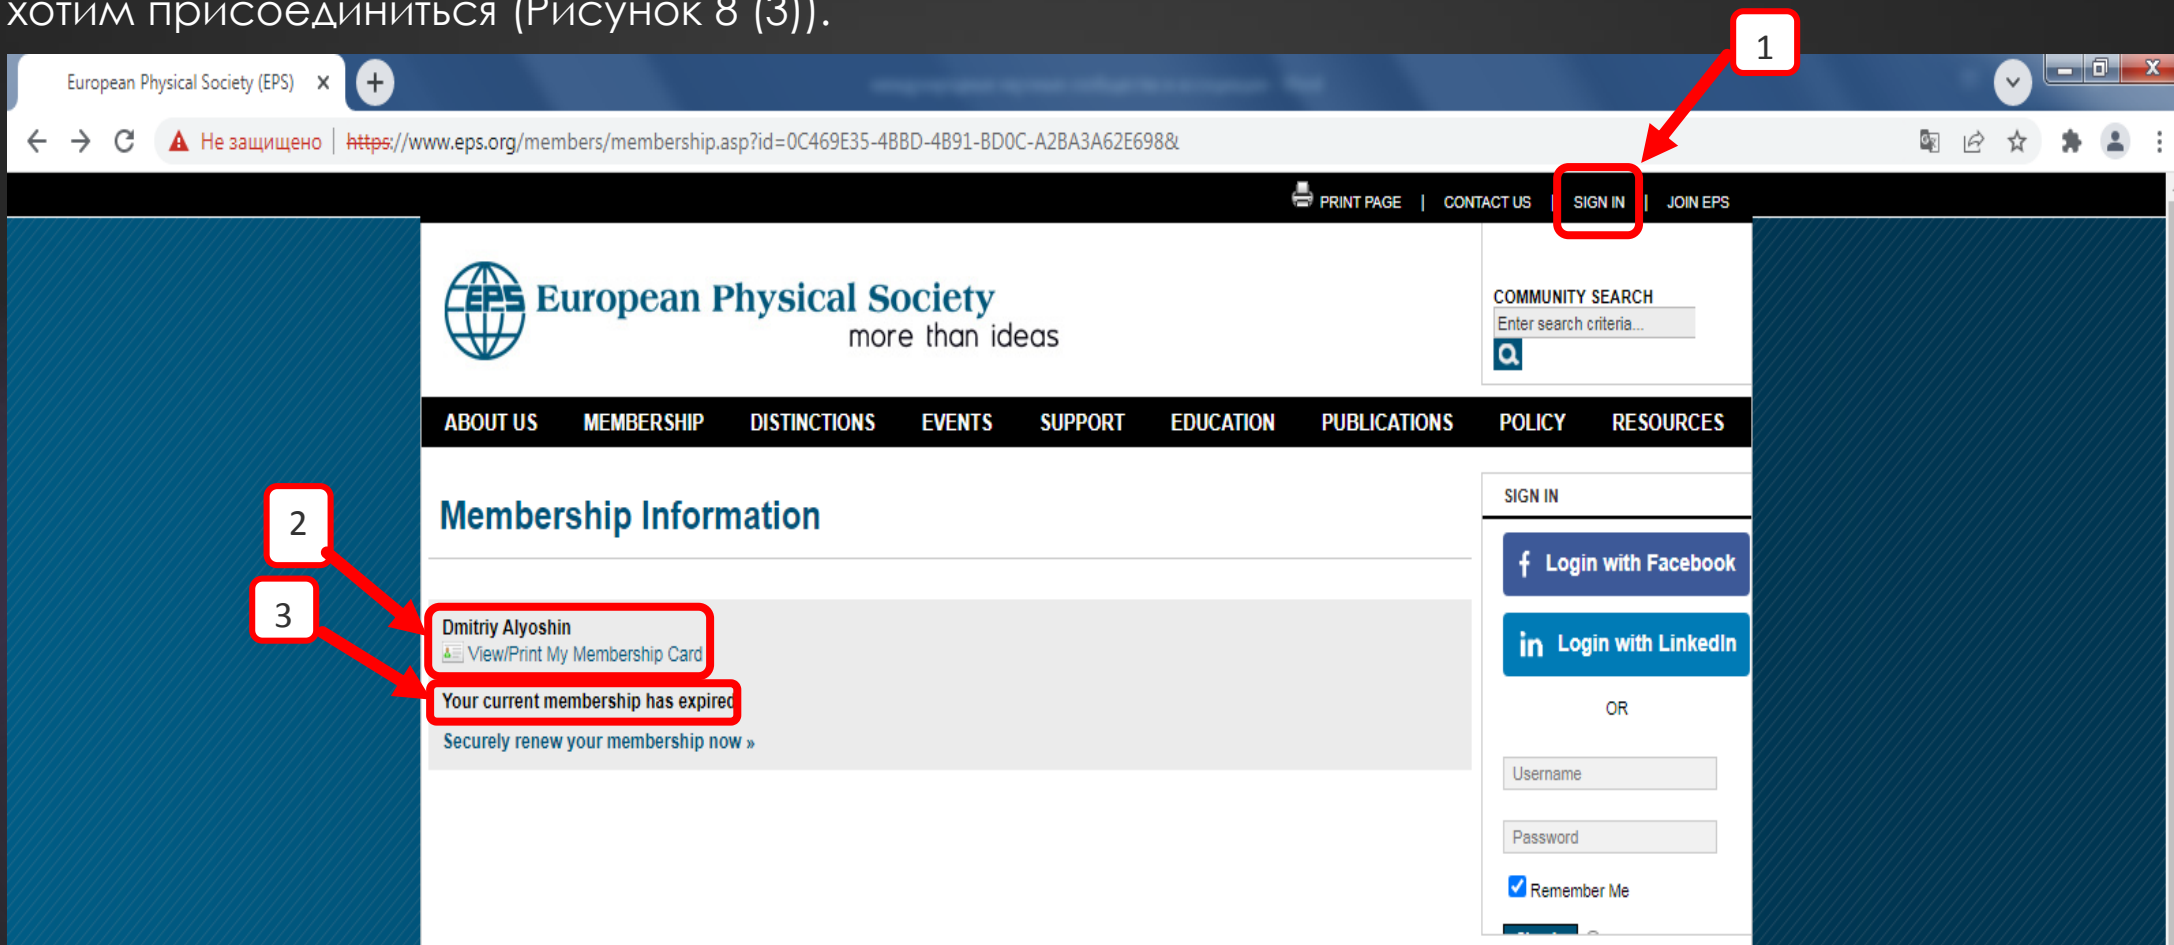 хотим присоединиться (Рисунок 8 (3)).
1
European Physical Society (EPS)
Не защищено | https://www.eps.org/members/membership.asp?id=0C469E35-4BBD-4B91-BD0C-A2BA3A62E698&
PRINT PAGE | CONTACT US | SIGN IN | JOIN EPS
EPS European Physical Society
more than ideas
COMMUNITY SEARCH
Enter search criteria...
ABOUT US MEMBERSHIP DISTINCTIONS EVENTS SUPPORT EDUCATION PUBLICATIONS POLICY RESOURCES
Membership Information
2
3
Dmitriy Alyoshin
View/Print My Membership Card
Your current membership has expired
Securely renew your membership now »
SIGN IN
f Login with Facebook
in Login with LinkedIn
OR
Username
Password
Remember Me